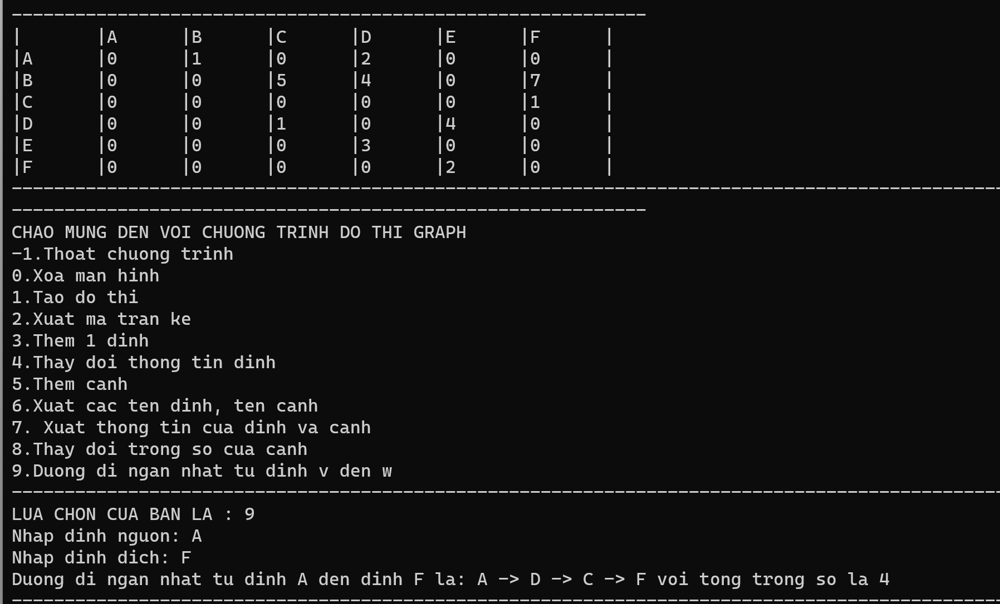 ------------------------------------------------------------
|       |A      |B      |C      |D      |E      |F      |
|A      |0      |1      |0      |2      |0      |0      |
|B      |0      |0      |5      |4      |0      |7      |
|C      |0      |0      |0      |0      |0      |1      |
|D      |0      |0      |1      |0      |4      |0      |
|E      |0      |0      |0      |3      |0      |0      |
|F      |0      |0      |0      |0      |2      |0      |
----------------------------------------------------------------------------------------------
------------------------------------------------------------
CHAO MUNG DEN VOI CHUONG TRINH DO THI GRAPH
-1.Thoat chuong trinh
0.Xoa man hinh
1.Tao do thi
2.Xuat ma tran ke
3.Them 1 dinh
4.Thay doi thong tin dinh
5.Them canh
6.Xuat cac ten dinh, ten canh
7. Xuat thong tin cua dinh va canh
8.Thay doi trong so cua canh
9.Duong di ngan nhat tu dinh v den w
----------------------------------------------------------------------------------------------
LUA CHON CUA BAN LA : 9
Nhap dinh nguon: A
Nhap dinh dich: F
Duong di ngan nhat tu dinh A den dinh F la: A -> D -> C -> F voi tong trong so la 4
----------------------------------------------------------------------------------------------